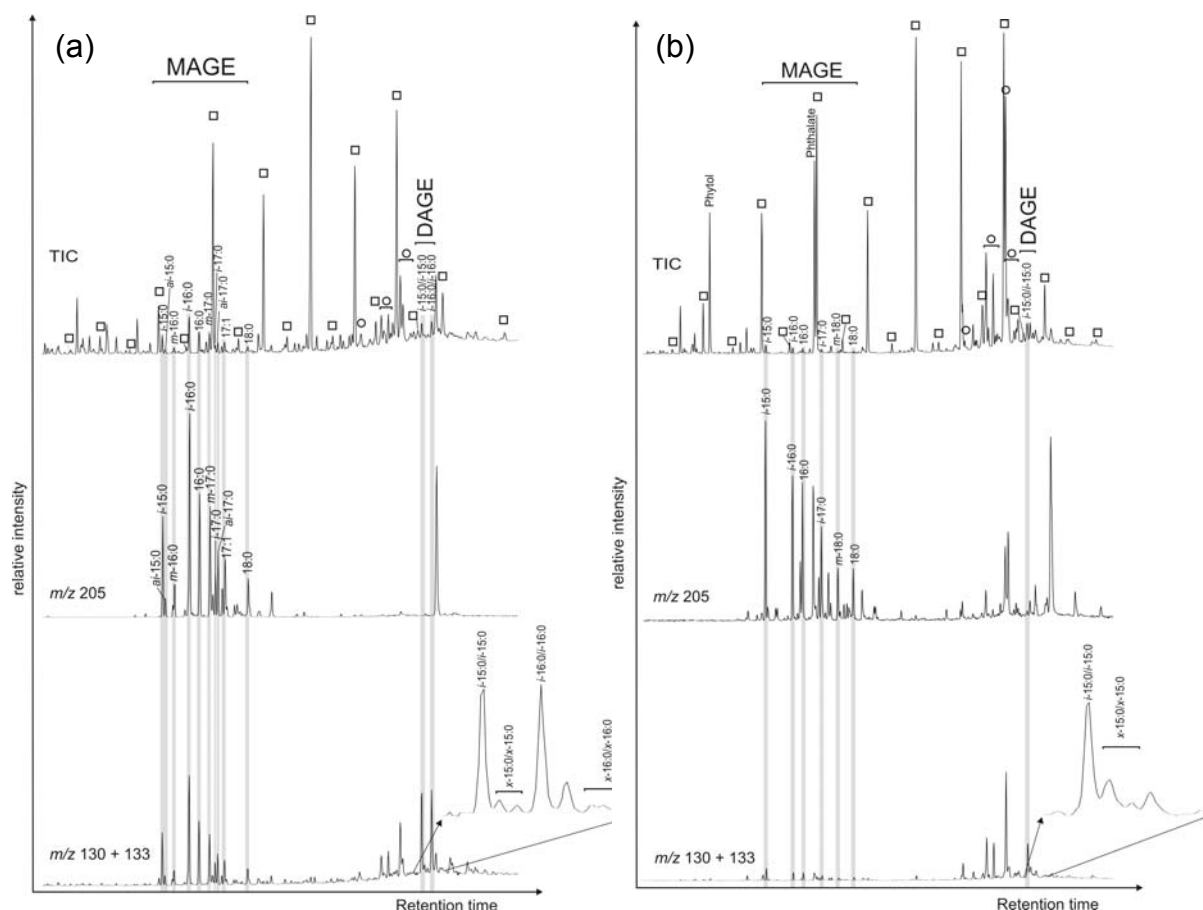 (a)
MAGE
DAGE
TIC
i-15:0
ai-15:0
m-16:0
i-16:0
16:0
m-17:0
i-17:0
ai-17:0
17:1
18:0
i-15:0/i-15:0
i-16:0/i-16:0
m/z 205
ai-15:0
i-15:0
m-16:0
i-16:0
16:0
m-17:0
i-17:0
ai-17:0
17:1
18:0
m/z 130 + 133
i-15:0/i-15:0
x-15:0/x-15:0
i-16:0/i-16:0
x-16:0/x-16:0
relative intensity
Retention time
(b)
MAGE
DAGE
Phytol
Phthalate
TIC
i-15:0
i-16:0
16:0
i-17:0
m-18:0
18:0
i-15:0/i-15:0
m/z 205
i-15:0
i-16:0
16:0
i-17:0
m-18:0
18:0
m/z 130 + 133
i-15:0/i-15:0
x-15:0/x-15:0
relative intensity
Retention time